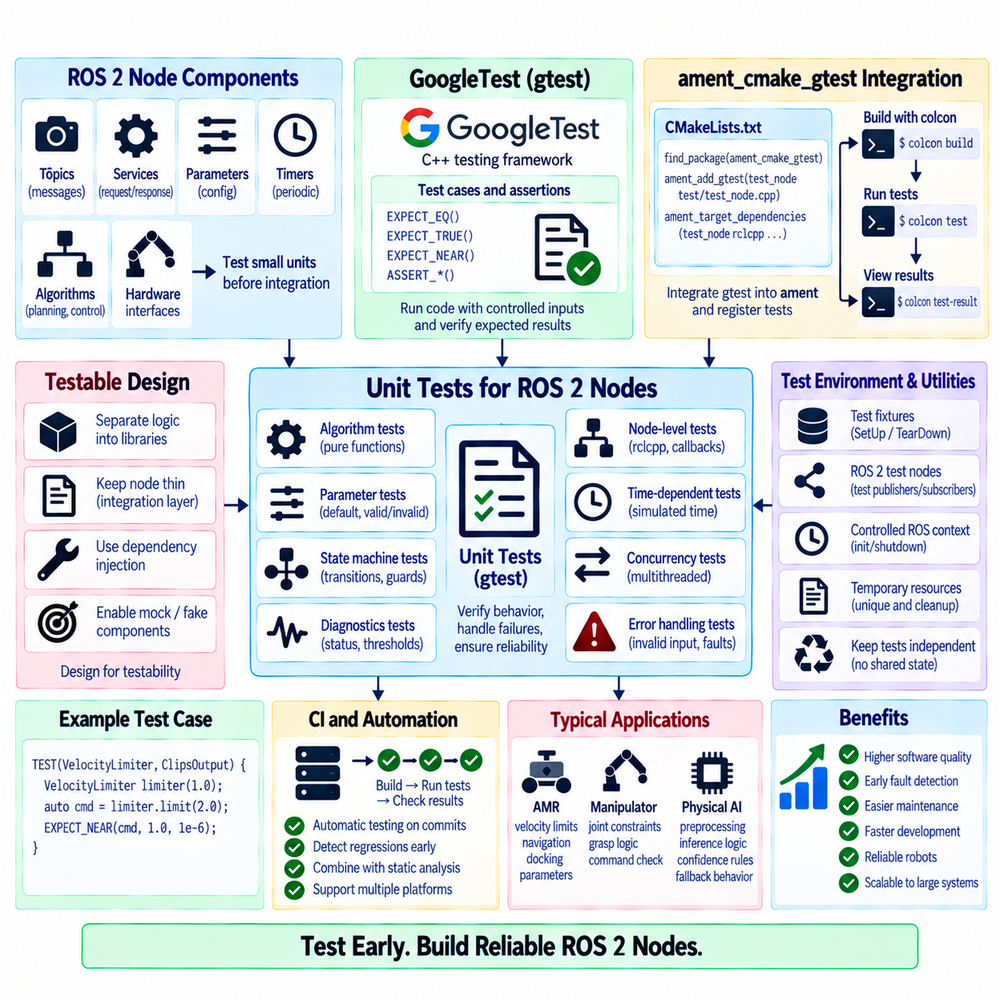 ROS 2 Node Components
Topics
(messages)
Services
(request/response)
Parameters
(config)
Timers
(periodic)
Algorithms
(planning, control)
Hardware
interfaces
Test small units
before integration
GoogleTest (gtest)
GoogleTest
C++ testing framework
Test cases and assertions
EXPECT_EQ()
EXPECT_TRUE()
EXPECT_NEAR()
ASSERT_*()
Run code with controlled inputs
and verify expected results
ament_cmake_gtest Integration
CMakeLists.txt
find_package(ament_cmake_gtest)
ament_add_gtest(test_node
test/test_node.cpp)
ament_target_dependencies
(test_node rclcpp ...)
Integrate gtest into ament
and register tests
Build with colcon
>_ $ colcon build
Run tests
>_ $ colcon test
View results
>_ $ colcon test-result
Testable Design
Separate logic
into libraries
Keep node thin
(integration layer)
Use dependency
injection
Enable mock / fake
components
Design for testability
Unit Tests for ROS 2 Nodes
Algorithm tests
(pure functions)
Parameter tests
(default, valid/invalid)
State machine tests
(transitions, guards)
Diagnostics tests
(status, thresholds)
Unit Tests
(gtest)
Verify behavior,
handle failures,
ensure reliability
Node-level tests
(rclcpp, callbacks)
Time-dependent tests
(simulated time)
Concurrency tests
(multithreaded)
Error handling tests
(invalid input, faults)
Test Environment & Utilities
Test fixtures
(SetUp / TearDown)
ROS 2 test nodes
(test publishers/subscribers)
Controlled ROS context
(init/shutdown)
Temporary resources
(unique and cleanup)
Keep tests independent
(no shared state)
Example Test Case
TEST(VelocityLimiter, ClipsOutput) {
VelocityLimiter limiter(1.0);
auto cmd = limiter.limit(2.0);
EXPECT_NEAR(cmd, 1.0, 1e-6);
}
CI and Automation
Build → Run tests
→ Check results
Automatic testing on commits
Detect regressions early
Combine with static analysis
Support multiple platforms
Typical Applications
AMR
velocity limits
navigation
docking
parameters
Manipulator
joint constraints
grasp logic
command check
Physical AI
preprocessing
inference logic
confidence rules
fallback behavior
Benefits
Higher software quality
Early fault detection
Easier maintenance
Faster development
Reliable robots
Scalable to large systems
Test Early. Build Reliable ROS 2 Nodes.